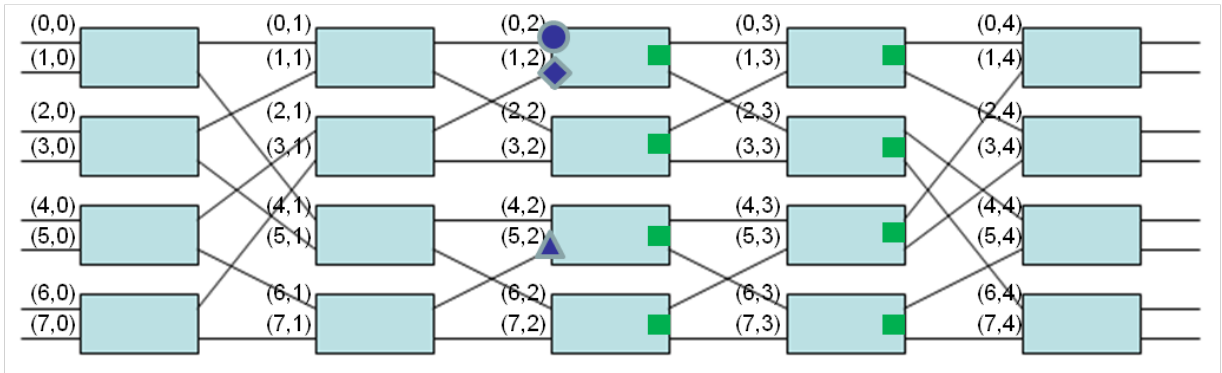 (0,0) (0,1) (0,2) (0,3) (0,4)
(1,0) (1,1) (1,2) (1,3) (1,4)
(2,0) (2,1) (2,2) (2,3) (2,4)
(3,0) (3,1) (3,2) (3,3) (3,4)
(4,0) (4,1) (4,2) (4,3) (4,4)
(5,0) (5,1) (5,2) (5,3) (5,4)
(6,0) (6,1) (6,2) (6,3) (6,4)
(7,0) (7,1) (7,2) (7,3) (7,4)